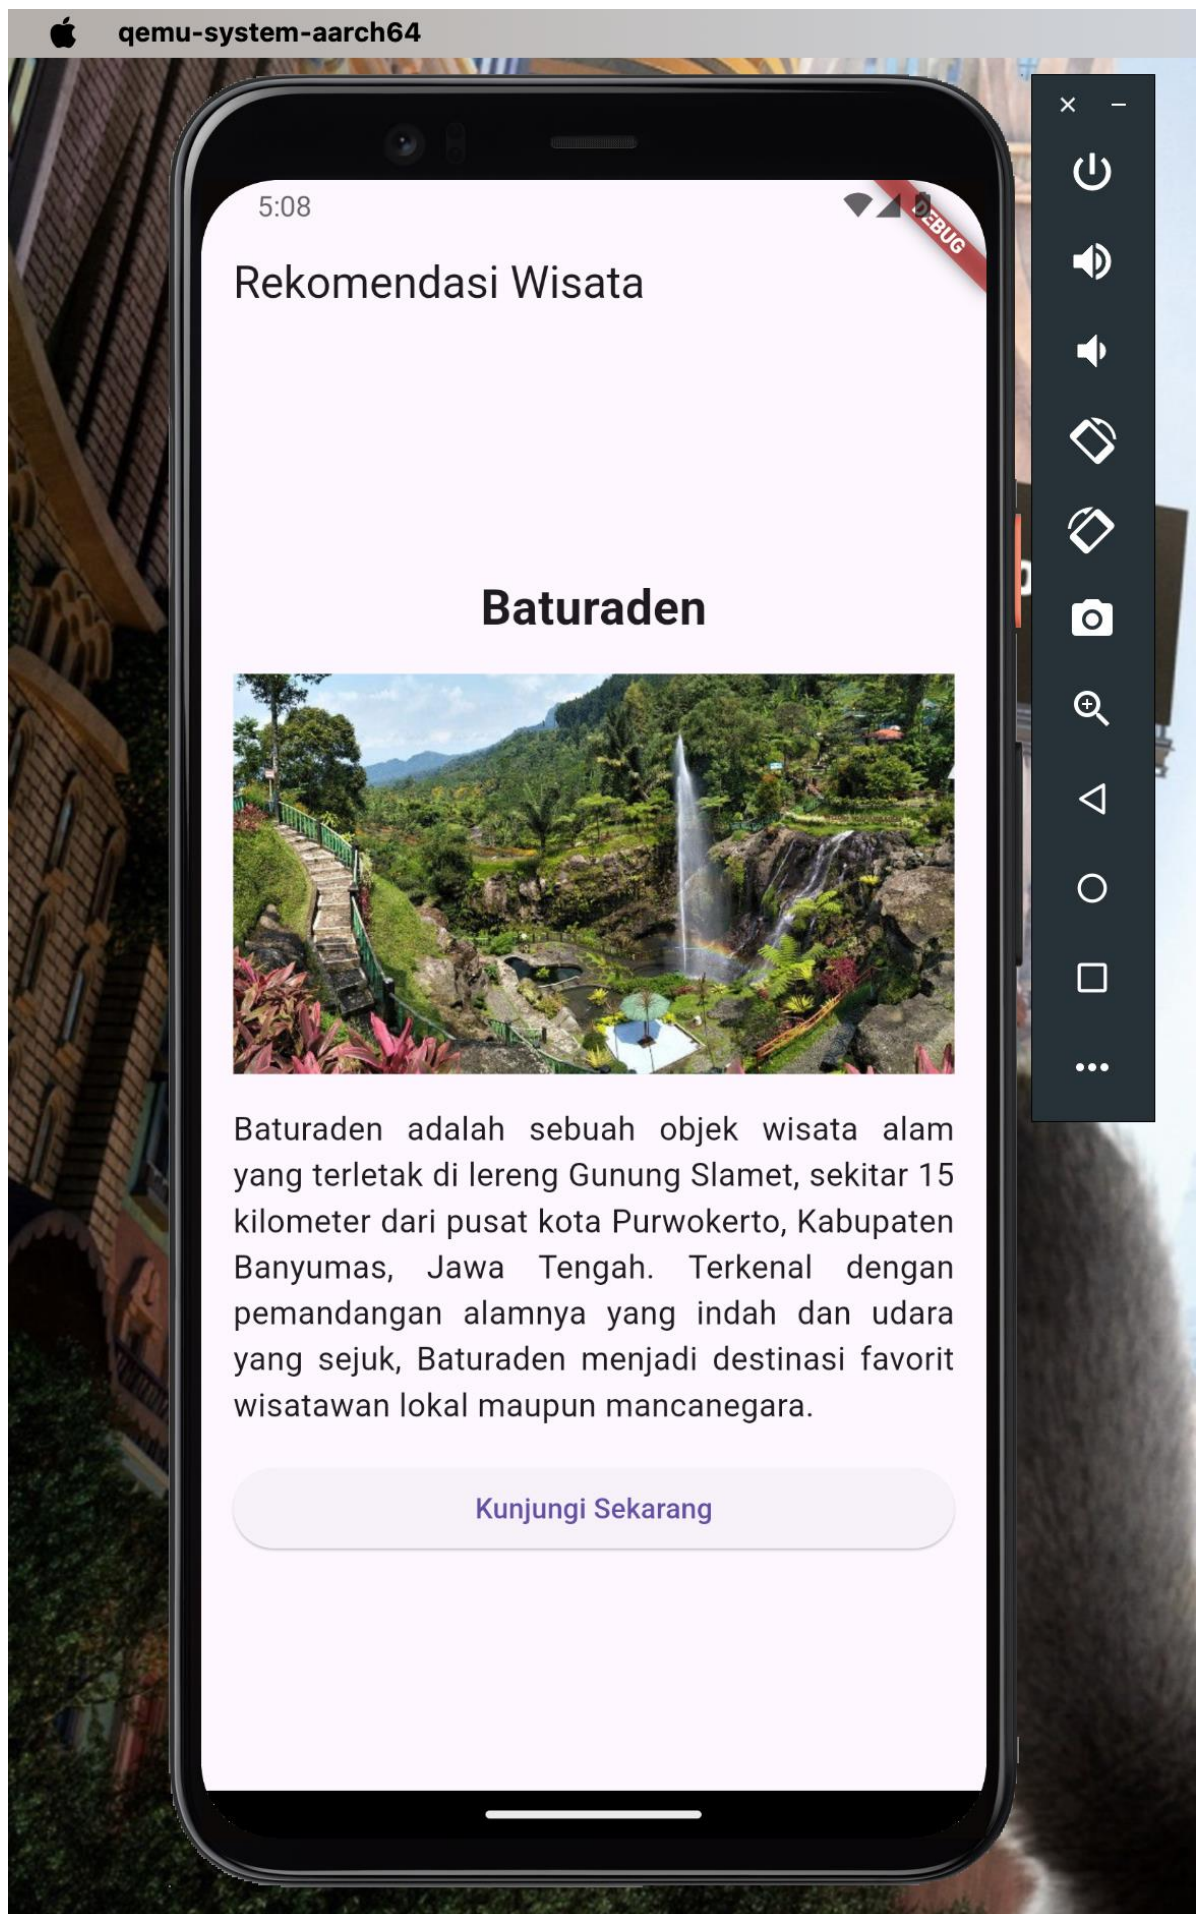 qemu-system-aarch64
5:08
DEBUG
Rekomendasi Wisata
Baturaden
Baturaden adalah sebuah objek wisata alam
yang terletak di lereng Gunung Slamet, sekitar 15
kilometer dari pusat kota Purwokerto, Kabupaten
Banyumas, Jawa Tengah. Terkenal dengan
pemandangan alamnya yang indah dan udara
yang sejuk, Baturaden menjadi destinasi favorit
wisatawan lokal maupun mancanegara.
Kunjungi Sekarang